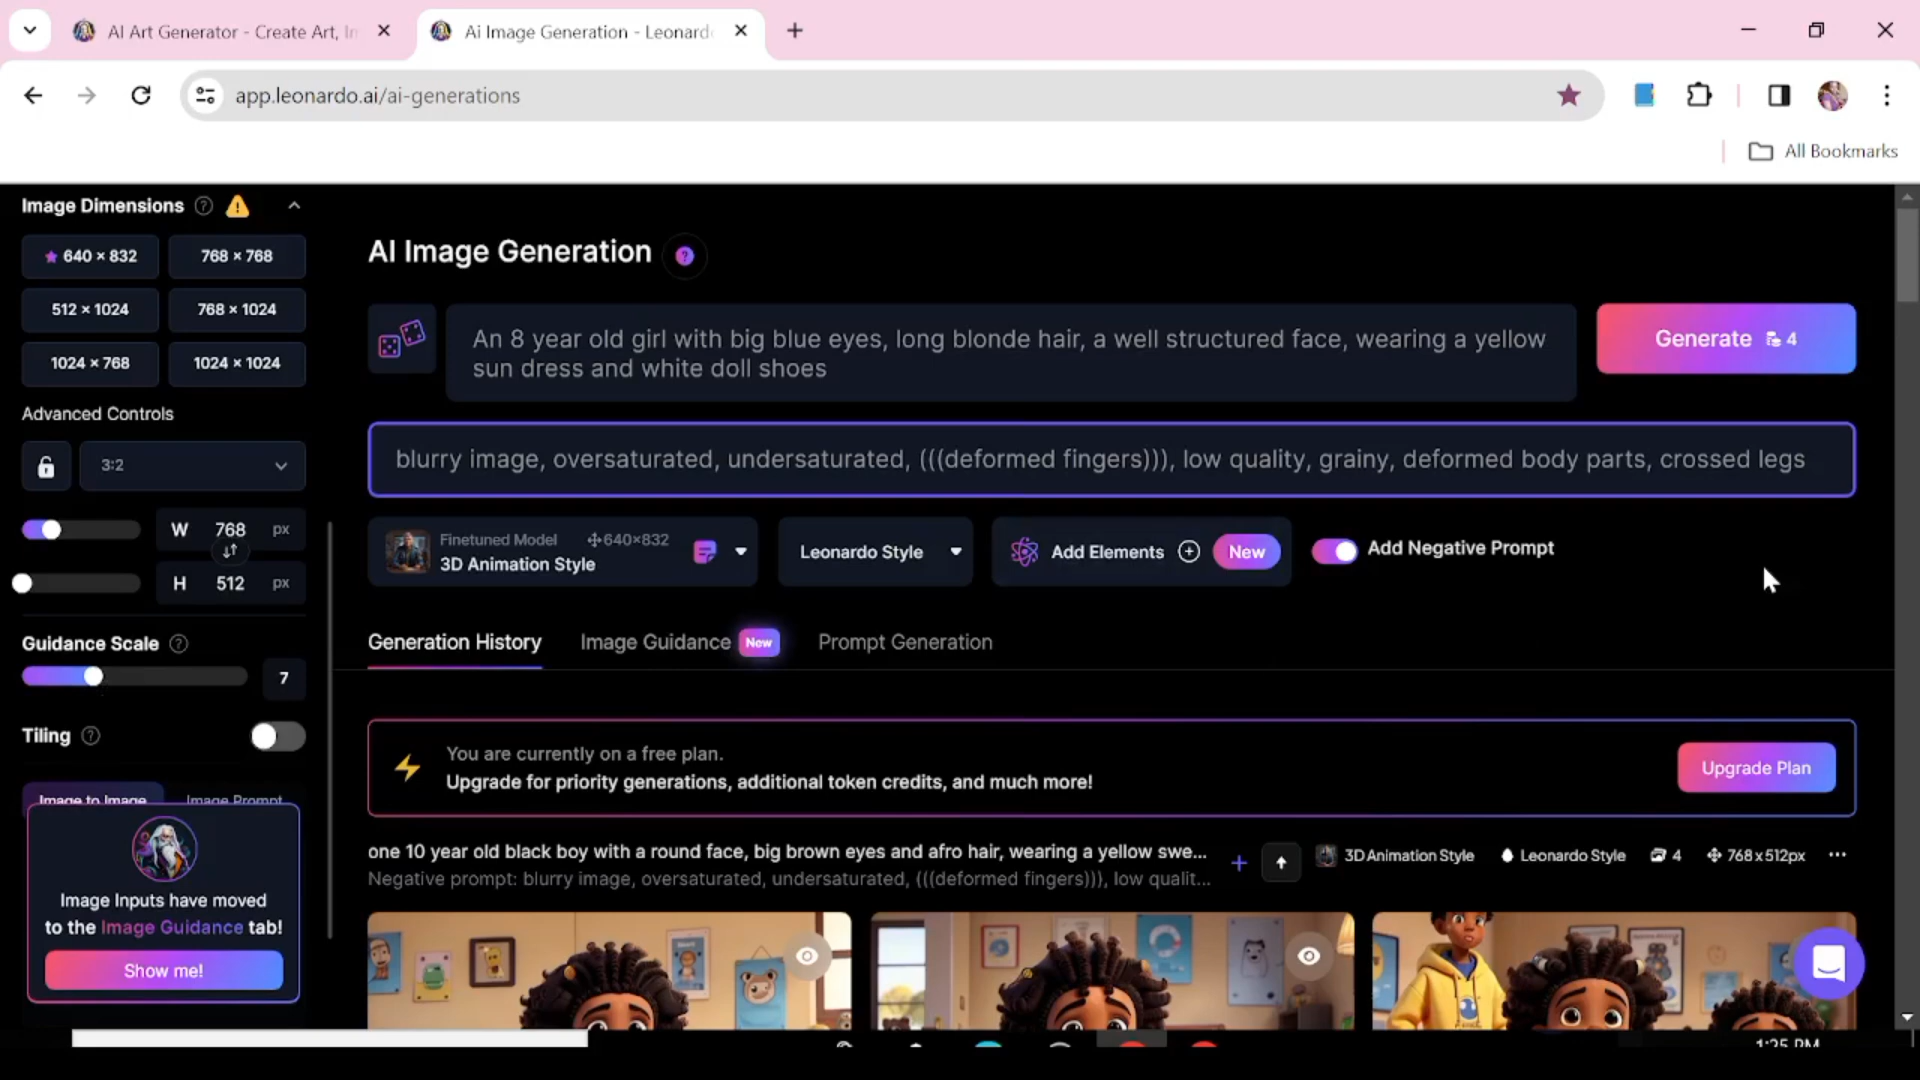 AI Art Generator - Create Art, In
Ai Image Generation - Leonard
app.leonardo.ai/ai-generations
All Bookmarks
Image Dimensions ?
640 × 832
768 × 768
512 × 1024
768 × 1024
1024 × 768
1024 × 1024
Advanced Controls
3:2
W 768 px
H 512 px
Guidance Scale ?
7
Tiling ?
Image to Image
Image Prompt
Image Inputs have moved
to the Image Guidance tab!
Show me!
AI Image Generation ?
An 8 year old girl with big blue eyes, long blonde hair, a well structured face, wearing a yellow
sun dress and white doll shoes
Generate 4
blurry image, oversaturated, undersaturated, (((deformed fingers))), low quality, grainy, deformed body parts, crossed legs
Finetuned Model 640×832
3D Animation Style
Leonardo Style
Add Elements New
Add Negative Prompt
Generation History
Image Guidance New
Prompt Generation
You are currently on a free plan.
Upgrade for priority generations, additional token credits, and much more!
Upgrade Plan
one 10 year old black boy with a round face, big brown eyes and afro hair, wearing a yellow swe...
Negative prompt: blurry image, oversaturated, undersaturated, (((deformed fingers))), low qualit...
3D Animation Style
Leonardo Style
4
768x512px
1:25 PM